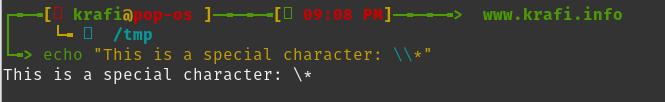 [ krafi@pop-os ]————[ 09:08 PM]————> www.krafi.info
/tmp
echo "This is a special character: \\*"
This is a special character: \*